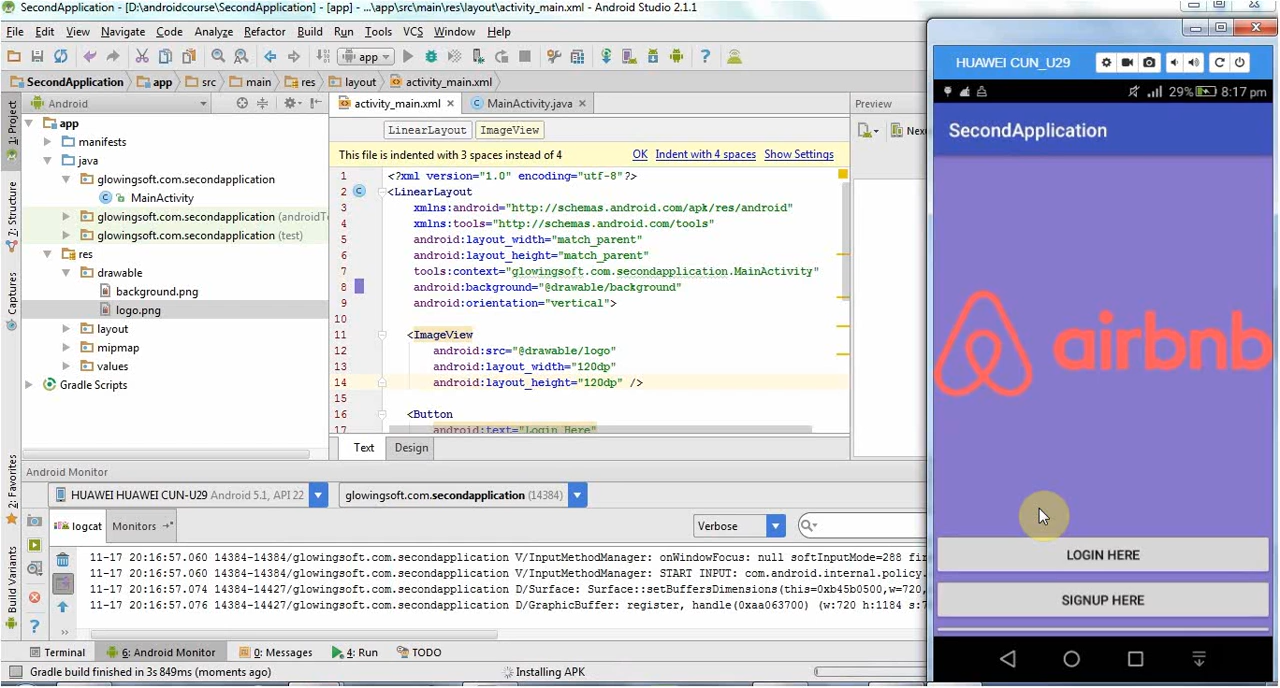 SecondApplication - [D:\androidcourse\SecondApplication] - [app] - ...\app\src\main\res\layout\activity_main.xml - Android Studio 2.1.1
File Edit View Navigate Code Analyze Refactor Build Run Tools VCS Window Help
app
SecondApplication app src main res layout activity_main.xml
1: Project
Z: Structure
Captures
2: Favorites
Build Variants
Android
app
manifests
java
glowingsoft.com.secondapplication
MainActivity
glowingsoft.com.secondapplication (androidT
glowingsoft.com.secondapplication (test)
res
drawable
background.png
logo.png
layout
mipmap
values
Gradle Scripts
activity_main.xml MainActivity.java
LinearLayout ImageView
This file is indented with 3 spaces instead of 4 OK Indent with 4 spaces Show Settings
1 <?xml version="1.0" encoding="utf-8"?>
2 <LinearLayout
3 xmlns:android="http://schemas.android.com/apk/res/android"
4 xmlns:tools="http://schemas.android.com/tools"
5 android:layout_width="match_parent"
6 android:layout_height="match_parent"
7 tools:context="glowingsoft.com.secondapplication.MainActivity"
8 android:background="@drawable/background"
9 android:orientation="vertical">
10
11 <ImageView
12 android:src="@drawable/logo"
13 android:layout_width="120dp"
14 android:layout_height="120dp" />
15
16 <Button
17 android:text="Login Here"
Text Design
Preview
Nex
HUAWEI CUN_U29
29% 8:17 pm
SecondApplication
airbnb
LOGIN HERE
SIGNUP HERE
Android Monitor
HUAWEI HUAWEI CUN-U29 Android 5.1, API 22
glowingsoft.com.secondapplication (14384)
logcat Monitors
Verbose
11-17 20:16:57.060 14384-14384/glowingsoft.com.secondapplication V/InputMethodManager: onWindowFocus: null softInputMode=288 fi
11-17 20:16:57.060 14384-14384/glowingsoft.com.secondapplication V/InputMethodManager: START INPUT: com.android.internal.policy.
11-17 20:16:57.074 14384-14427/glowingsoft.com.secondapplication D/Surface: Surface::setBuffersDimensions(this=0xb45b0500,w=720,
11-17 20:16:57.076 14384-14427/glowingsoft.com.secondapplication D/GraphicBuffer: register, handle(0xaa063700) (w:720 h:1184 s:7
Terminal 6: Android Monitor 0: Messages 4: Run TODO
Gradle build finished in 3s 849ms (moments ago) Installing APK